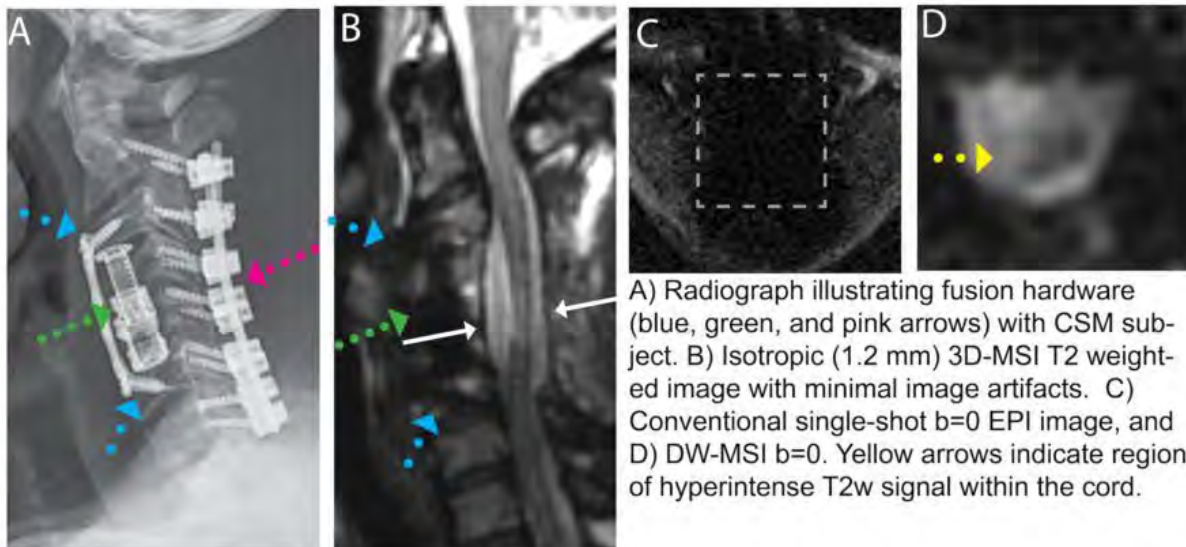 A
B
C
D
A) Radiograph illustrating fusion hardware
(blue, green, and pink arrows) with CSM sub-
ject. B) Isotropic (1.2 mm) 3D-MSI T2 weight-
ed image with minimal image artifacts.  C)
Conventional single-shot b=0 EPI image, and
D) DW-MSI b=0. Yellow arrows indicate region
of hyperintense T2w signal within the cord.